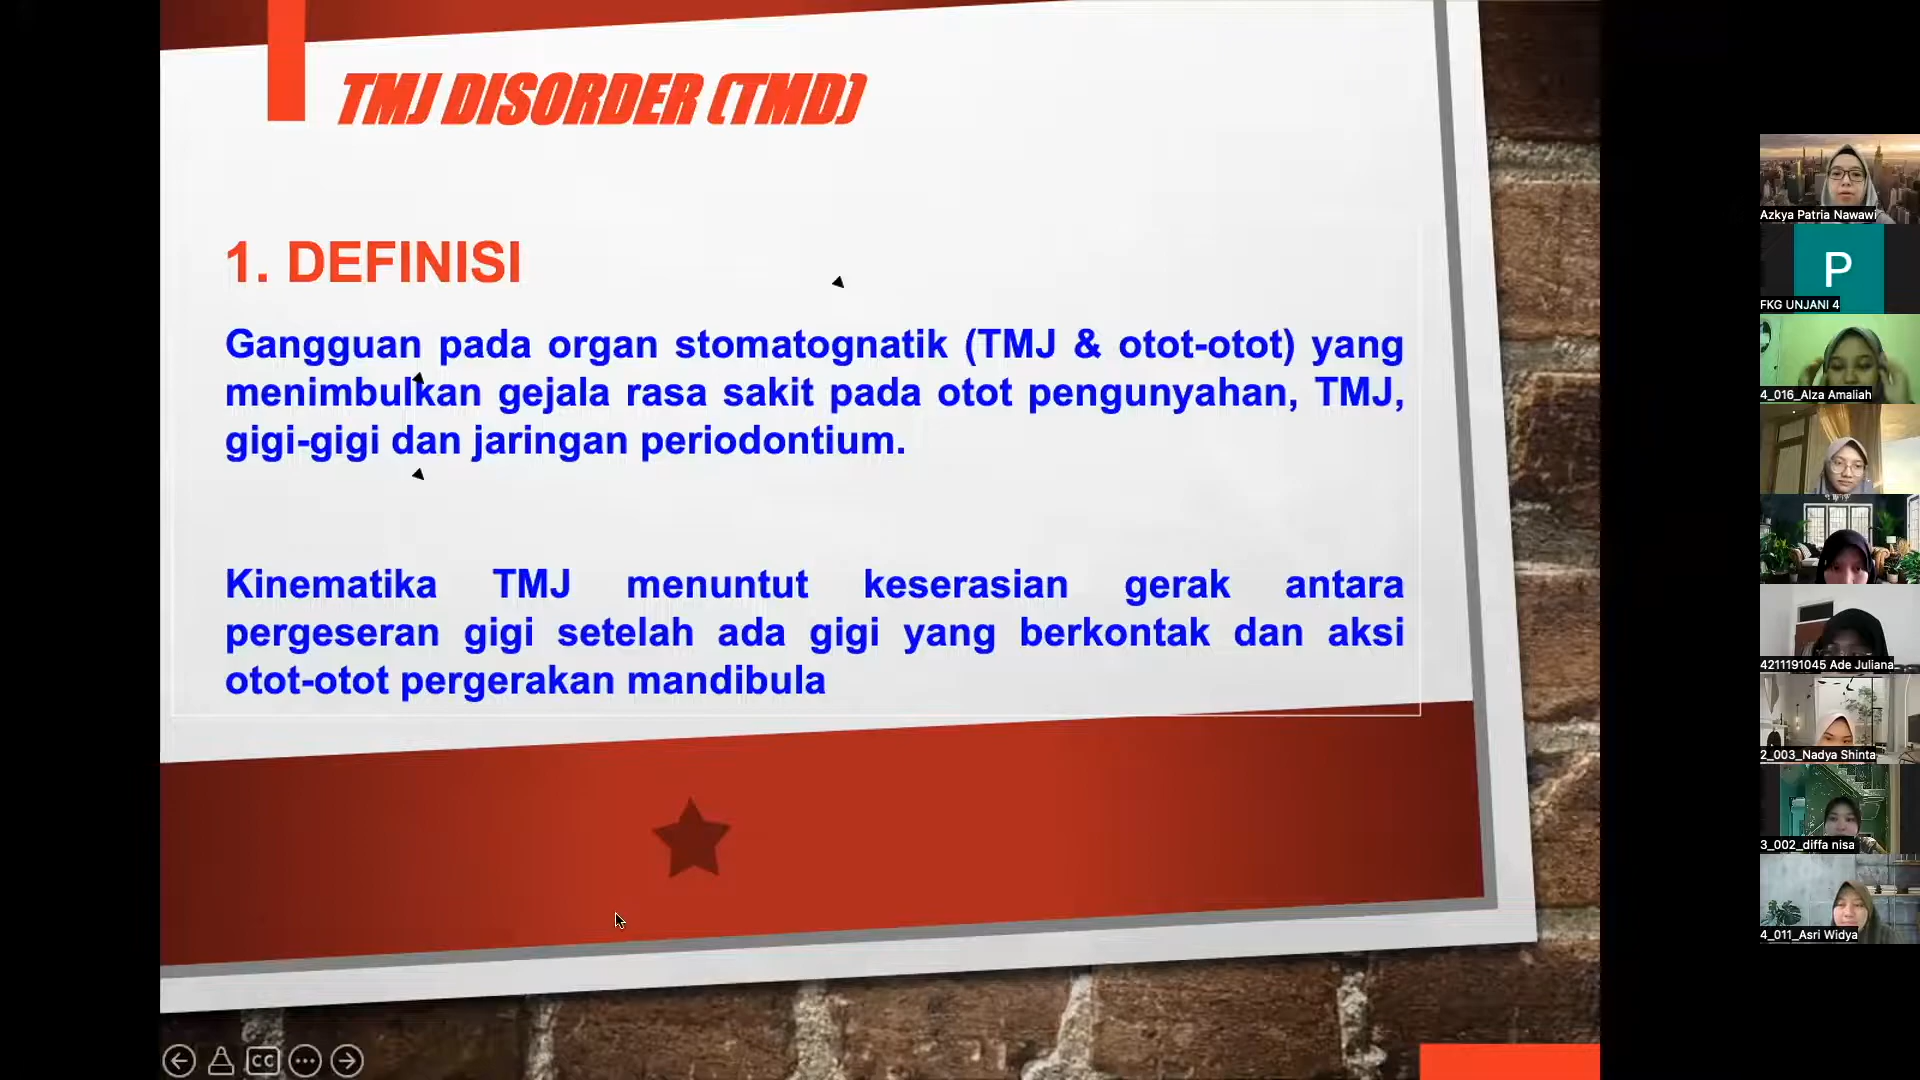 TMJ DISORDER (TMD)
1. DEFINISI
Gangguan pada organ stomatognatik (TMJ & otot-otot) yang
menimbulkan gejala rasa sakit pada otot pengunyahan, TMJ,
gigi-gigi dan jaringan periodontium.
Kinematika TMJ menuntut keserasian gerak antara
pergeseran gigi setelah ada gigi yang berkontak dan aksi
otot-otot pergerakan mandibula
CC
Azkya Patria Nawawi
P
FKG UNJANI 4
4_016_Alza Amaliah
4211191045 Ade Juliana
2_003_Nadya Shinta
3_002_diffa nisa
4_011_Asri Widya